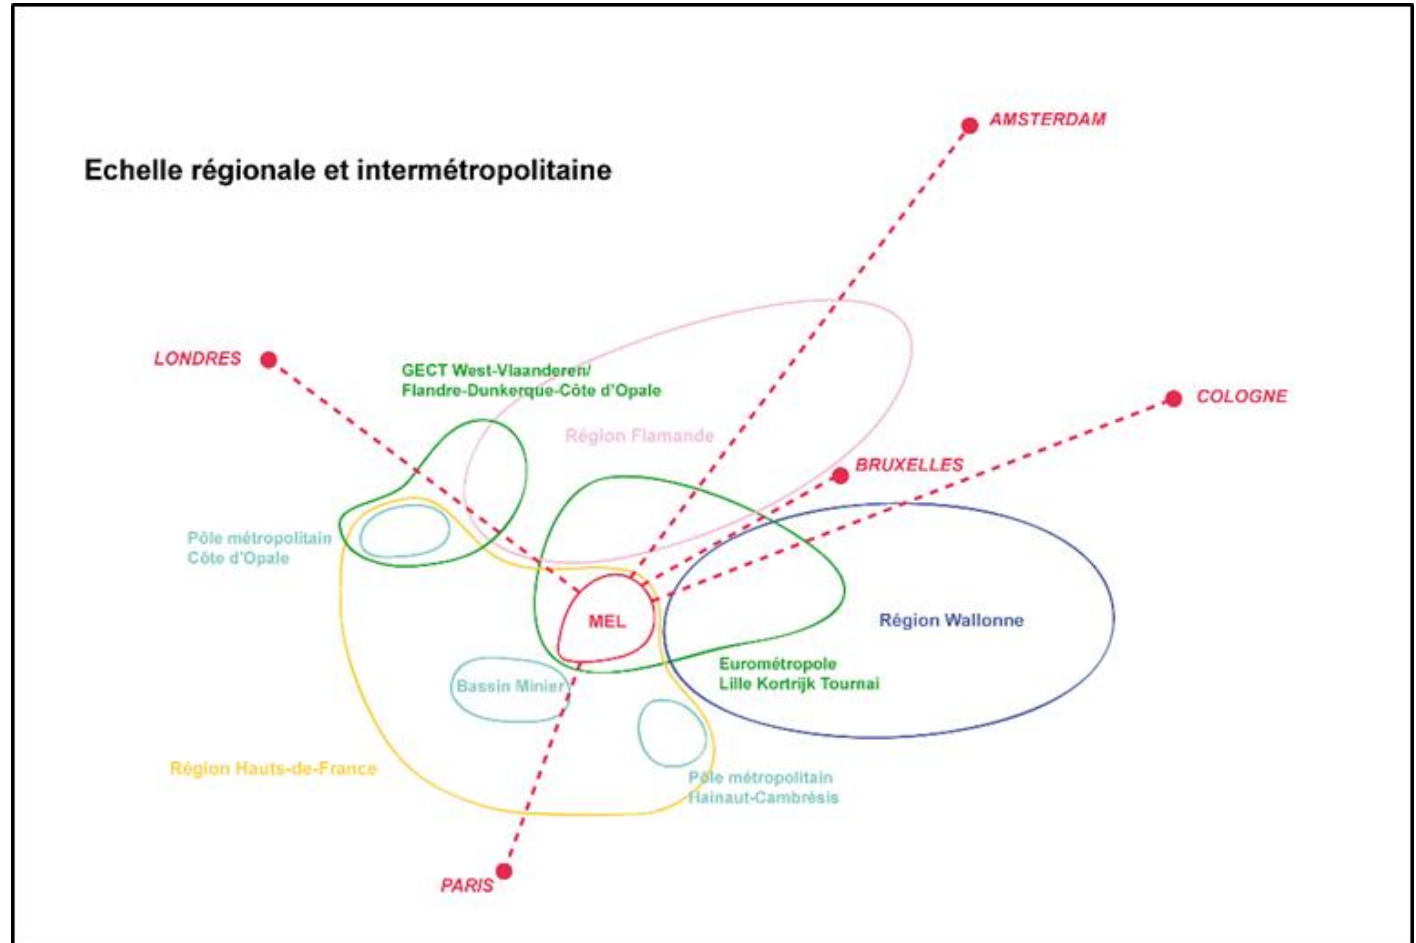 AMSTERDAM
Echelle régionale et intermétropolitaine
LONDRES
GECT West-Vlaanderen/
Flandre-Dunkerque-Côte d'Opale
COLOGNE
Région Flamande
BRUXELLES
Pôle métropolitain
Côte d'Opale
MEL
Région Wallonne
Eurométropole
Lille Kortrijk Tournai
Bassin Minier
Région Hauts-de-France
Pôle métropolitain
Hainaut-Cambrésis
PARIS